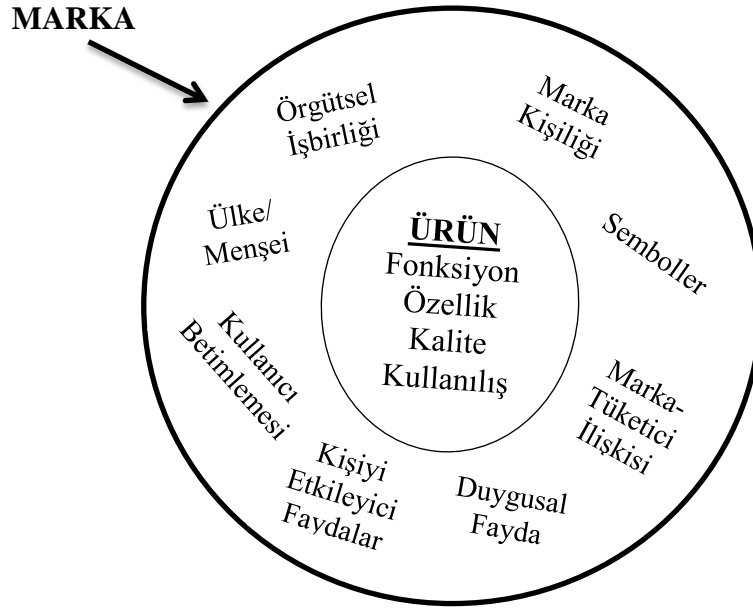 MARKA
Örgütsel
İşbirliği
Marka
Kişiliği
Ülke/
Menşei
Semboller
ÜRÜN
Fonksiyon
Özellik
Kalite
Kullanılış
Kullanıcı
Betimlemesi
Marka-
Tüketici
İlişkisi
Kişiyi
Etkileyici
Faydalar
Duygusal
Fayda